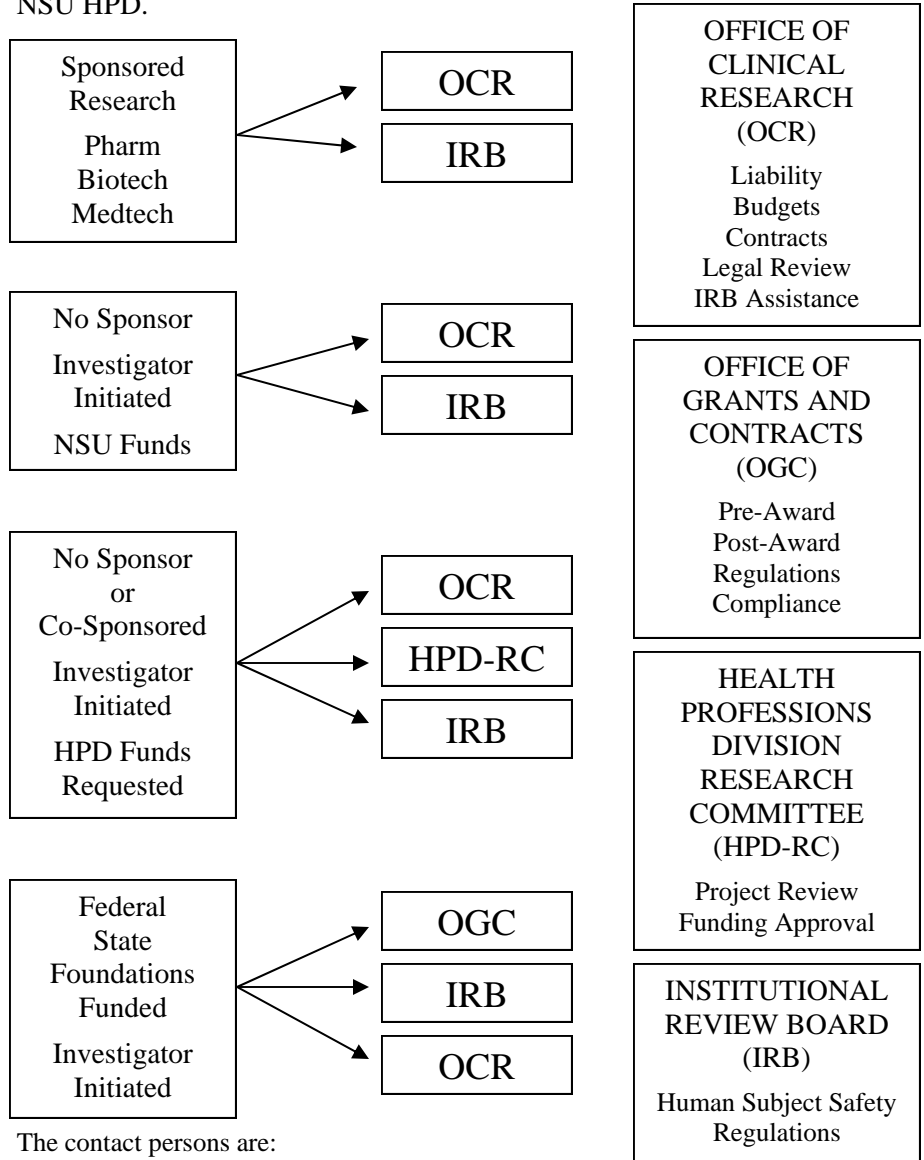 NSU HPD.
Sponsored
Research
Pharm
Biotech
Medtech
OCR
IRB
No Sponsor
Investigator
Initiated
NSU Funds
OCR
IRB
No Sponsor
or
Co-Sponsored
Investigator
Initiated
HPD Funds
Requested
OCR
HPD-RC
IRB
Federal
State
Foundations
Funded
Investigator
Initiated
OGC
IRB
OCR
The contact persons are:
OFFICE OF
CLINICAL
RESEARCH
(OCR)
Liability
Budgets
Contracts
Legal Review
IRB Assistance
OFFICE OF
GRANTS AND
CONTRACTS
(OGC)
Pre-Award
Post-Award
Regulations
Compliance
HEALTH
PROFESSIONS
DIVISION
RESEARCH
COMMITTEE
(HPD-RC)
Project Review
Funding Approval
INSTITUTIONAL
REVIEW BOARD
(IRB)
Human Subject Safety
Regulations